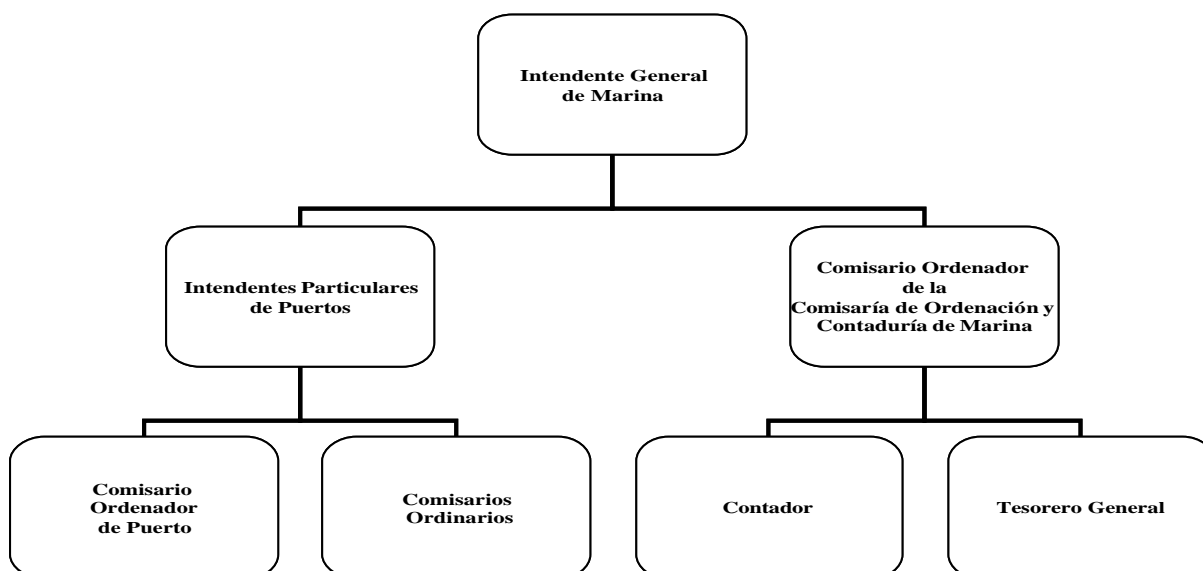 Intendente General
de Marina
Intendentes Particulares
de Puertos
Comisario Ordenador
de la
Comisaría de Ordenación y
Contaduría de Marina
Comisario
Ordenador
de Puerto
Comisarios
Ordinarios
Contador
Tesorero General